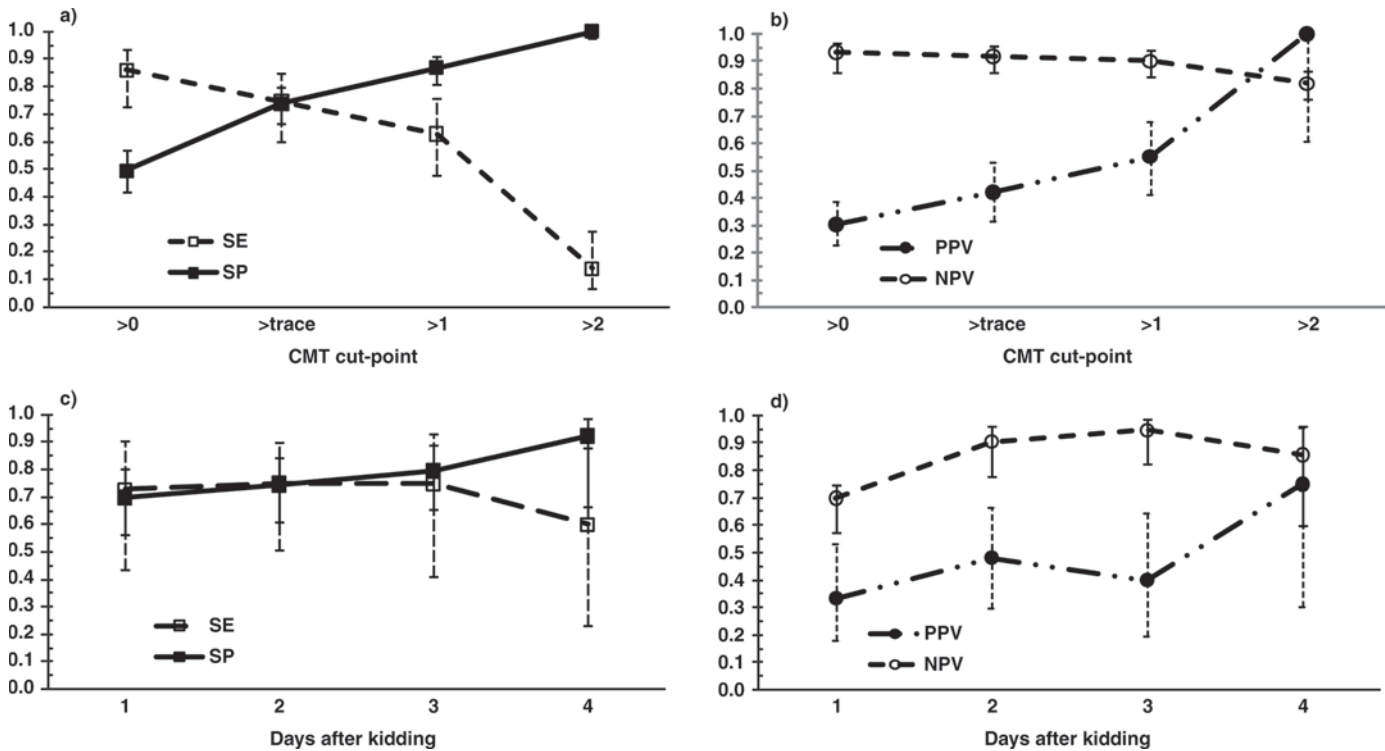 a)
1.0
0.9
0.8
0.7
0.6
0.5
0.4
0.3
0.2
0.1
0.0
SE
SP
>0 >trace >1 >2
CMT cut-point
b)
1.0
0.9
0.8
0.7
0.6
0.5
0.4
0.3
0.2
0.1
0.0
PPV
NPV
>0 >trace >1 >2
CMT cut-point
c)
1.0
0.9
0.8
0.7
0.6
0.5
0.4
0.3
0.2
0.1
0.0
SE
SP
1 2 3 4
Days after kidding
d)
1.0
0.9
0.8
0.7
0.6
0.5
0.4
0.3
0.2
0.1
0.0
PPV
NPV
1 2 3 4
Days after kidding